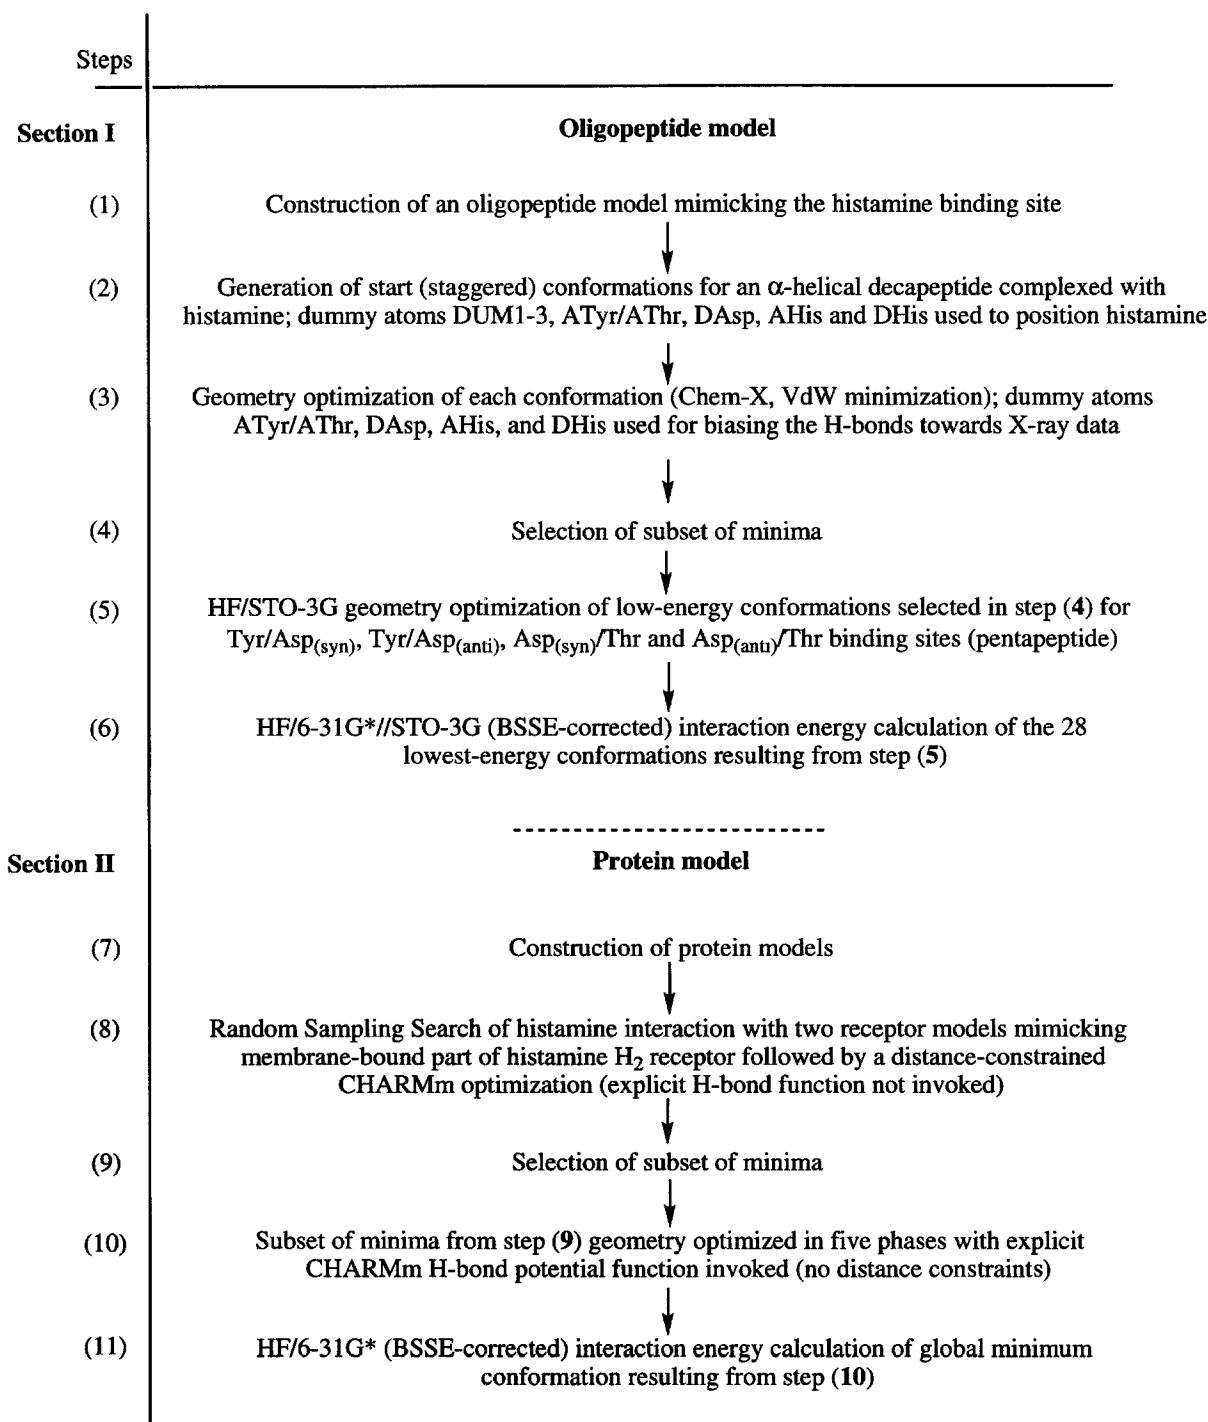 Steps
Section I
Oligopeptide model
(1)
Construction of an oligopeptide model mimicking the histamine binding site
(2)
Generation of start (staggered) conformations for an α-helical decapeptide complexed with
histamine; dummy atoms DUM1-3, ATyr/AThr, DAsp, AHis and DHis used to position histamine
(3)
Geometry optimization of each conformation (Chem-X, VdW minimization); dummy atoms
ATyr/AThr, DAsp, AHis, and DHis used for biasing the H-bonds towards X-ray data
(4)
Selection of subset of minima
(5)
HF/STO-3G geometry optimization of low-energy conformations selected in step (4) for
Tyr/Asp(syn), Tyr/Asp(anti), Asp(syn)/Thr and Asp(anti)/Thr binding sites (pentapeptide)
(6)
HF/6-31G*//STO-3G (BSSE-corrected) interaction energy calculation of the 28
lowest-energy conformations resulting from step (5)
Section II
Protein model
(7)
Construction of protein models
(8)
Random Sampling Search of histamine interaction with two receptor models mimicking
membrane-bound part of histamine H2 receptor followed by a distance-constrained
CHARMm optimization (explicit H-bond function not invoked)
(9)
Selection of subset of minima
(10)
Subset of minima from step (9) geometry optimized in five phases with explicit
CHARMm H-bond potential function invoked (no distance constraints)
(11)
HF/6-31G* (BSSE-corrected) interaction energy calculation of global minimum
conformation resulting from step (10)